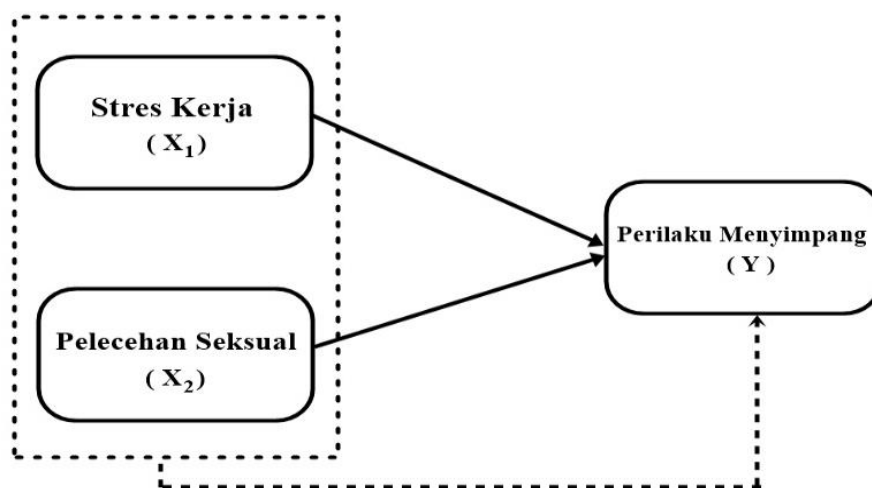 Stres Kerja
( X₁)
Pelecehan Seksual
( X₂)
Perilaku Menyimpang
( Y )